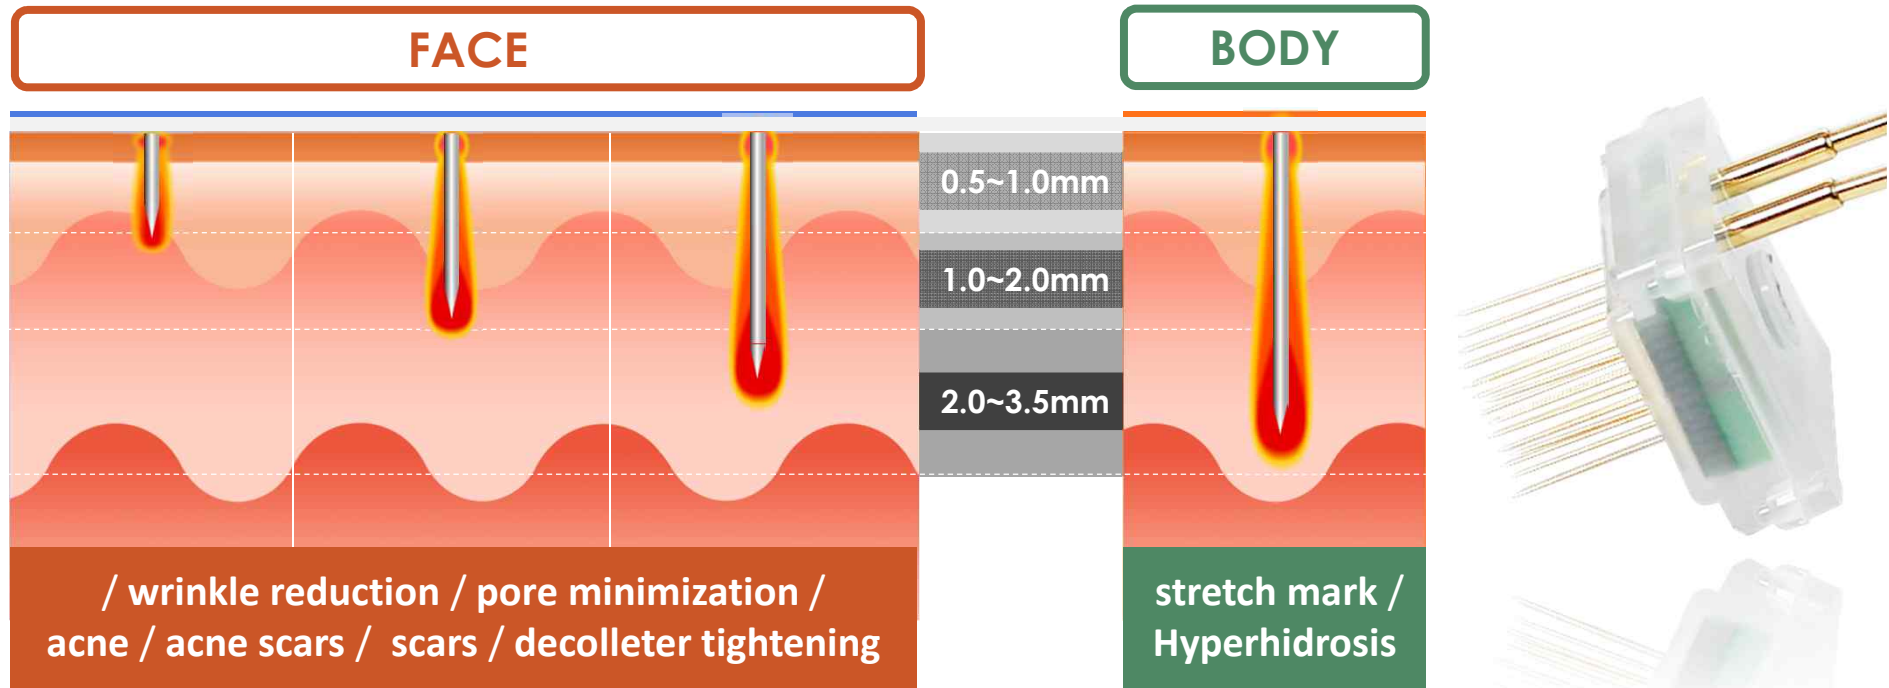 FACE
BODY
0.5~1.0mm
1.0~2.0mm
2.0~3.5mm
/ wrinkle reduction / pore minimization /
acne / acne scars /  scars / decolleter tightening
stretch mark /
Hyperhidrosis